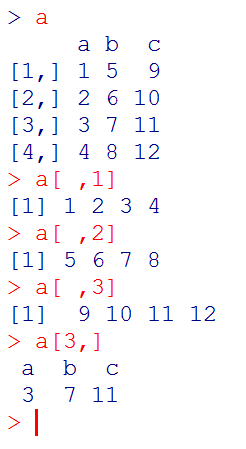 > a
     a b  c
[1,] 1 5  9
[2,] 2 6 10
[3,] 3 7 11
[4,] 4 8 12
> a[ ,1]
[1] 1 2 3 4
> a[ ,2]
[1] 5 6 7 8
> a[ ,3]
[1]  9 10 11 12
> a[3,]
 a  b  c
 3  7 11
>